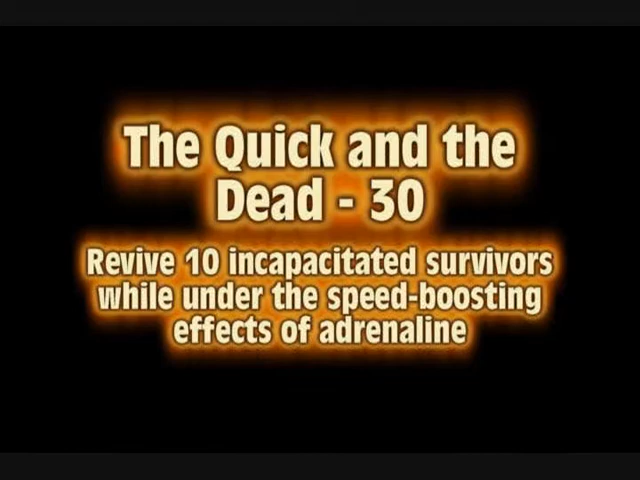 The Quick and the
Dead - 30
Revive 10 incapacitated survivors
while under the speed-boosting
effects of adrenaline